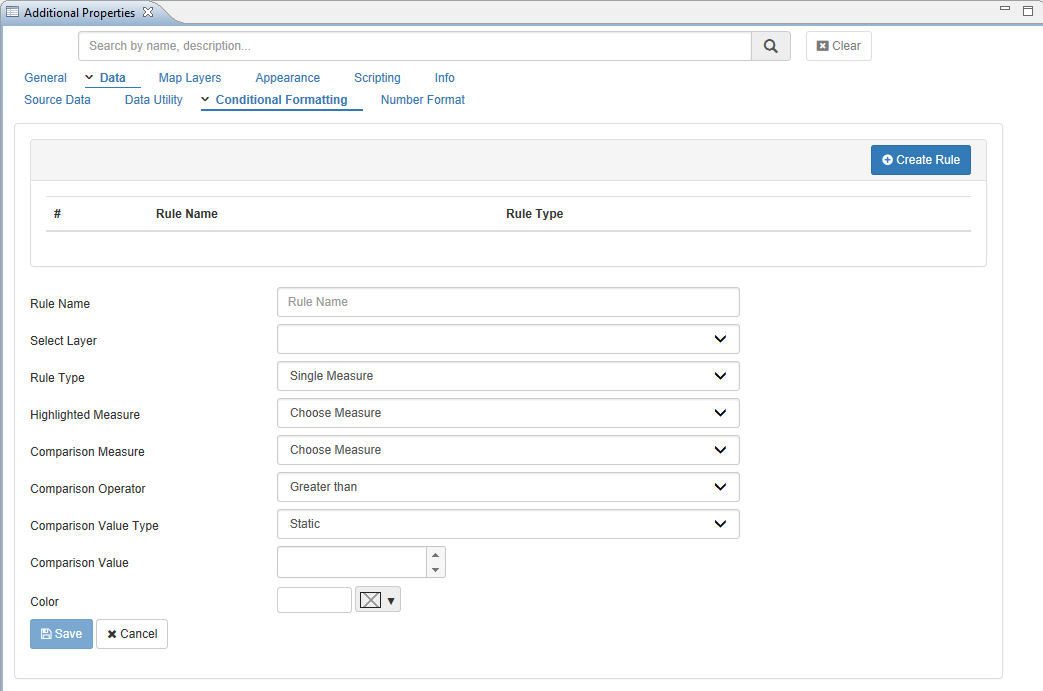 Additional Properties
Search by name, description...
Clear
General Data Map Layers Appearance Scripting Info
Source Data Data Utility Conditional Formatting Number Format
Create Rule
# Rule Name Rule Type
Rule Name Rule Name
Select Layer
Rule Type Single Measure
Highlighted Measure Choose Measure
Comparison Measure Choose Measure
Comparison Operator Greater than
Comparison Value Type Static
Comparison Value
Color
Save Cancel